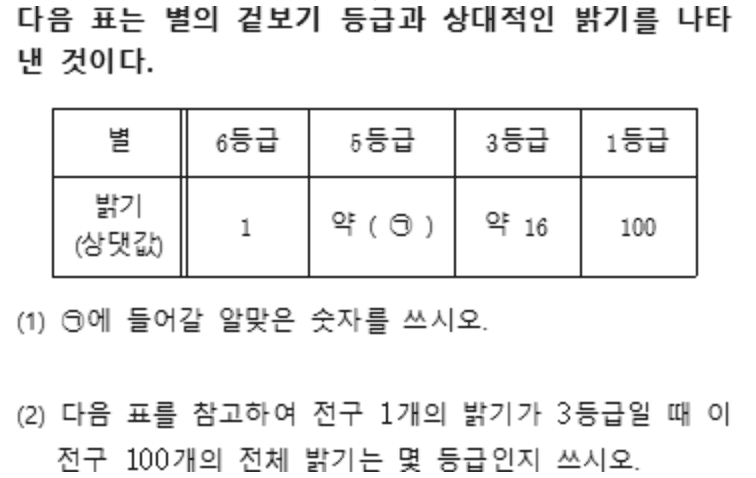 다음 표는 별의 겉보기 등급과 상대적인 밝기를 나타
낸 것이다.
별 6등급 5등급 3등급 1등급
밝기
(상댓값) 1 약 ( ㉠ ) 약 16 100
(1) ㉠에 들어갈 알맞은 숫자를 쓰시오.
(2) 다음 표를 참고하여 전구 1개의 밝기가 3등급일 때 이
전구 100개의 전체 밝기는 몇 등급인지 쓰시오.